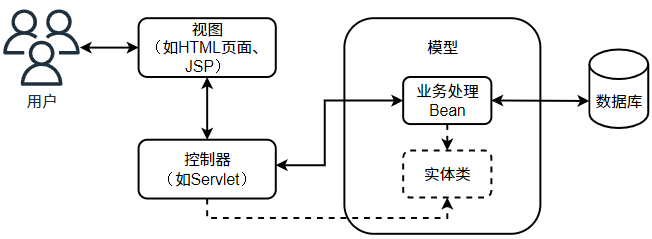 用户
视图
（如HTML页面、
JSP）
控制器
（如Servlet）
模型
业务处理
Bean
实体类
数据库